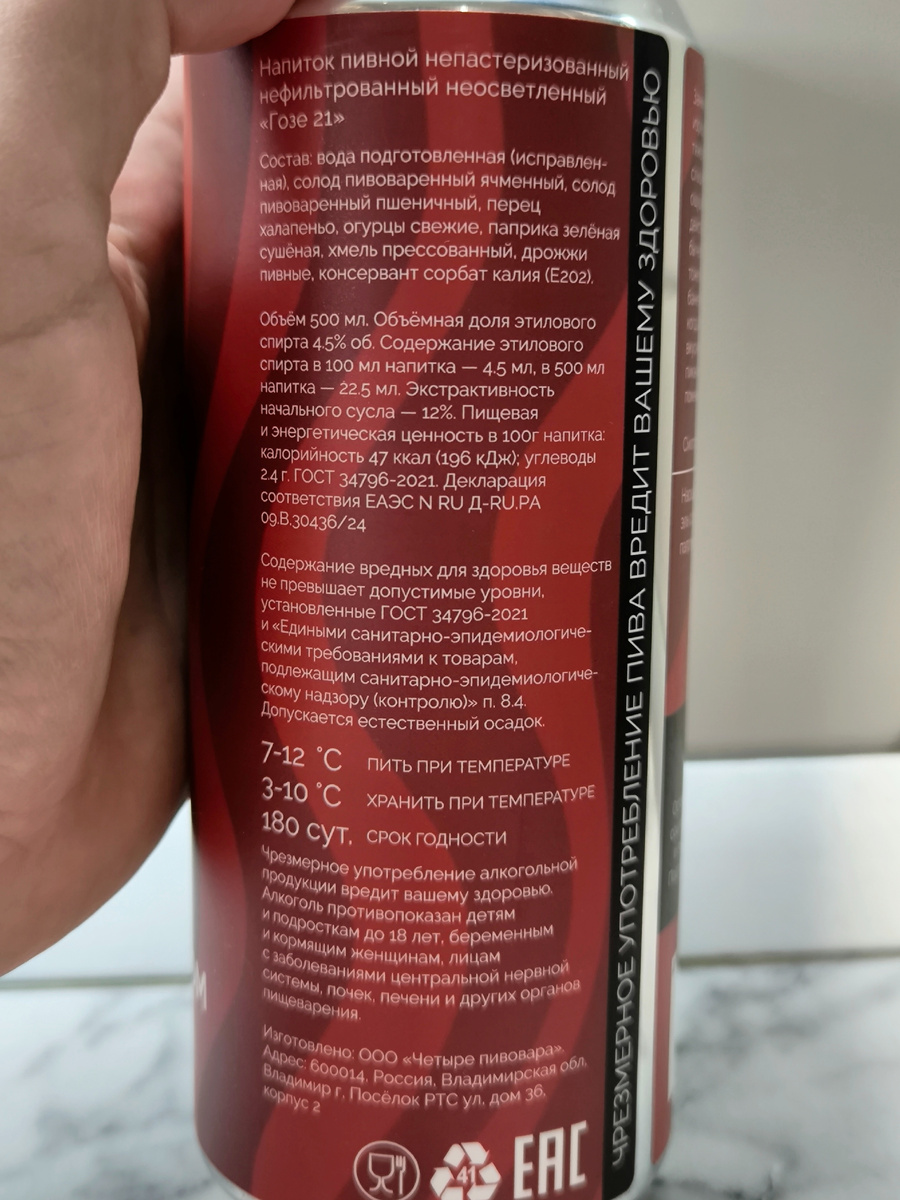 Напиток пивной непастеризованный
нефильтрованный неосветленный
«Гозе 21»
Состав: вода подготовленная (исправлен-
ная), солод пивоваренный ячменный, солод
пивоваренный пшеничный, перец
халапеньо, огурцы свежие, паприка зелёная
сушёная, хмель прессованный, дрожжи
пивные, консервант сорбат калия (Е202).
Объём 500 мл. Объёмная доля этилового
спирта 4.5% об. Содержание этилового
спирта в 100 мл напитка — 4.5 мл, в 500 мл
напитка — 22.5 мл. Экстрактивность
начального сусла — 12%. Пищевая
и энергетическая ценность в 100г напитка:
калорийность 47 ккал (196 кДж); углеводы
2.4 г. ГОСТ 34796-2021. Декларация
соответствия ЕАЭС N RU Д-RU.РА
09.В.30436/24
Содержание вредных для здоровья веществ
не превышает допустимые уровни,
установленные ГОСТ 34796-2021
и «Едиными санитарно-эпидемиологиче-
скими требованиями к товарам,
подлежащим санитарно-эпидемиологиче-
скому надзору (контролю)» п. 8.4.
Допускается естественный осадок.
7-12 °C ПИТЬ ПРИ ТЕМПЕРАТУРЕ
3-10 °C ХРАНИТЬ ПРИ ТЕМПЕРАТУРЕ
180 сут. СРОК ГОДНОСТИ
Чрезмерное употребление алкогольной
продукции вредит вашему здоровью.
Алкоголь противопоказан детям
и подросткам до 18 лет, беременным
и кормящим женщинам, лицам
с заболеваниями центральной нервной
системы, почек, печени и других органов
пищеварения.
Изготовлено: ООО «Четыре пивовара».
Адрес: 600014, Россия, Владимирская обл,
Владимир г, Посёлок РТС ул, дом 36,
корпус 2
41 EAC
ЧРЕЗМЕРНОЕ УПОТРЕБЛЕНИЕ ПИВА ВРЕДИТ ВАШЕМУ ЗДОРОВЬЮ